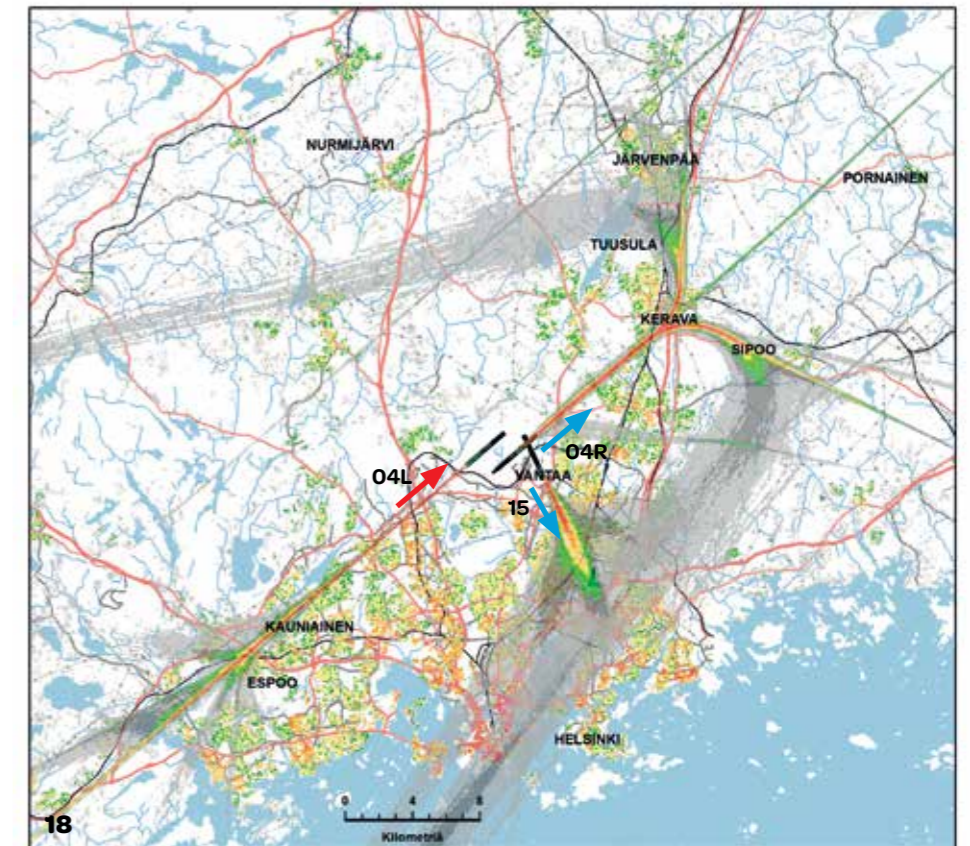 NURMIJÄRVI
JÄRVENPÄÄ
PORNAINEN
TUUSULA
KERAVA
SIPOO
04L
04R
VANTAA
15
KAUNIAINEN
ESPOO
HELSINKI
0 4 8
Kilometriä
18